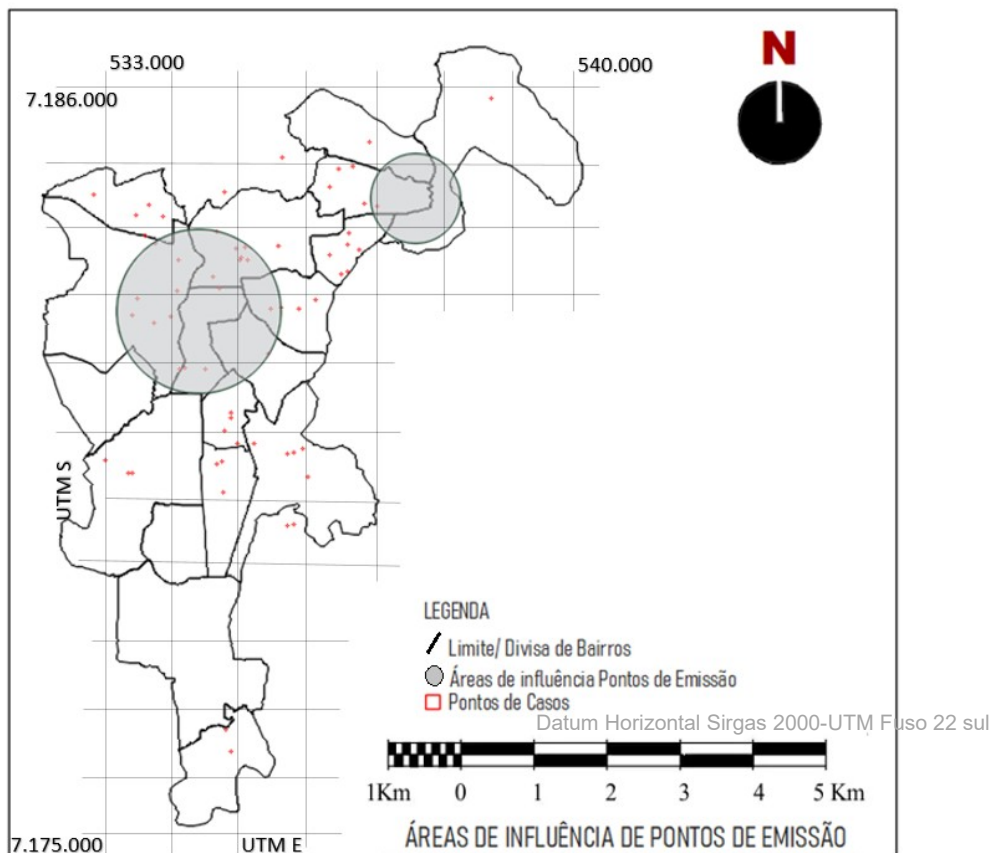 N
533.000
540.000
7.186.000
UTM S
LEGENDA
Limite/ Divisa de Bairros
Áreas de influência Pontos de Emissão
Pontos de Casos
Datum Horizontal Sirgas 2000-UTM Fuso 22 sul
1Km 0 1 2 3 4 5 Km
ÁREAS DE INFLUÊNCIA DE PONTOS DE EMISSÃO
7.175.000
UTM E